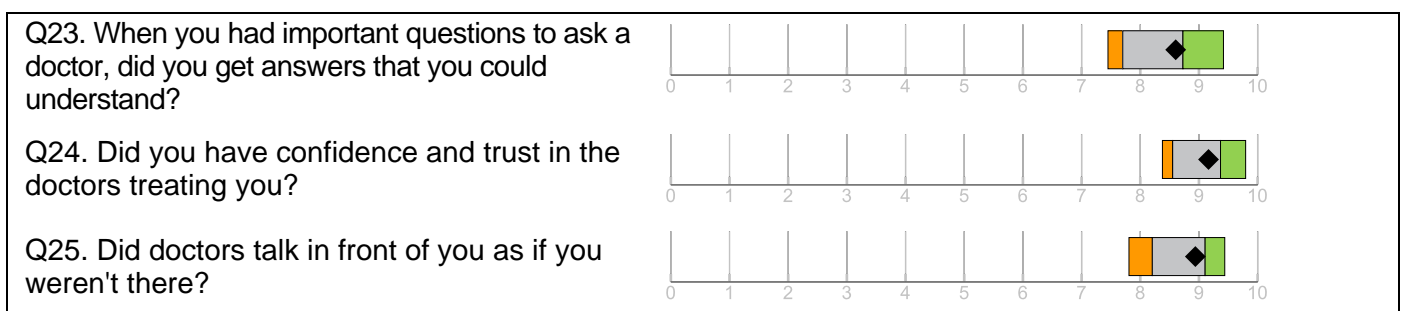 Q23. When you had important questions to ask a
doctor, did you get answers that you could
understand?
0 1 2 3 4 5 6 7 8 9 10
Q24. Did you have confidence and trust in the
doctors treating you?
0 1 2 3 4 5 6 7 8 9 10
Q25. Did doctors talk in front of you as if you
weren't there?
0 1 2 3 4 5 6 7 8 9 10